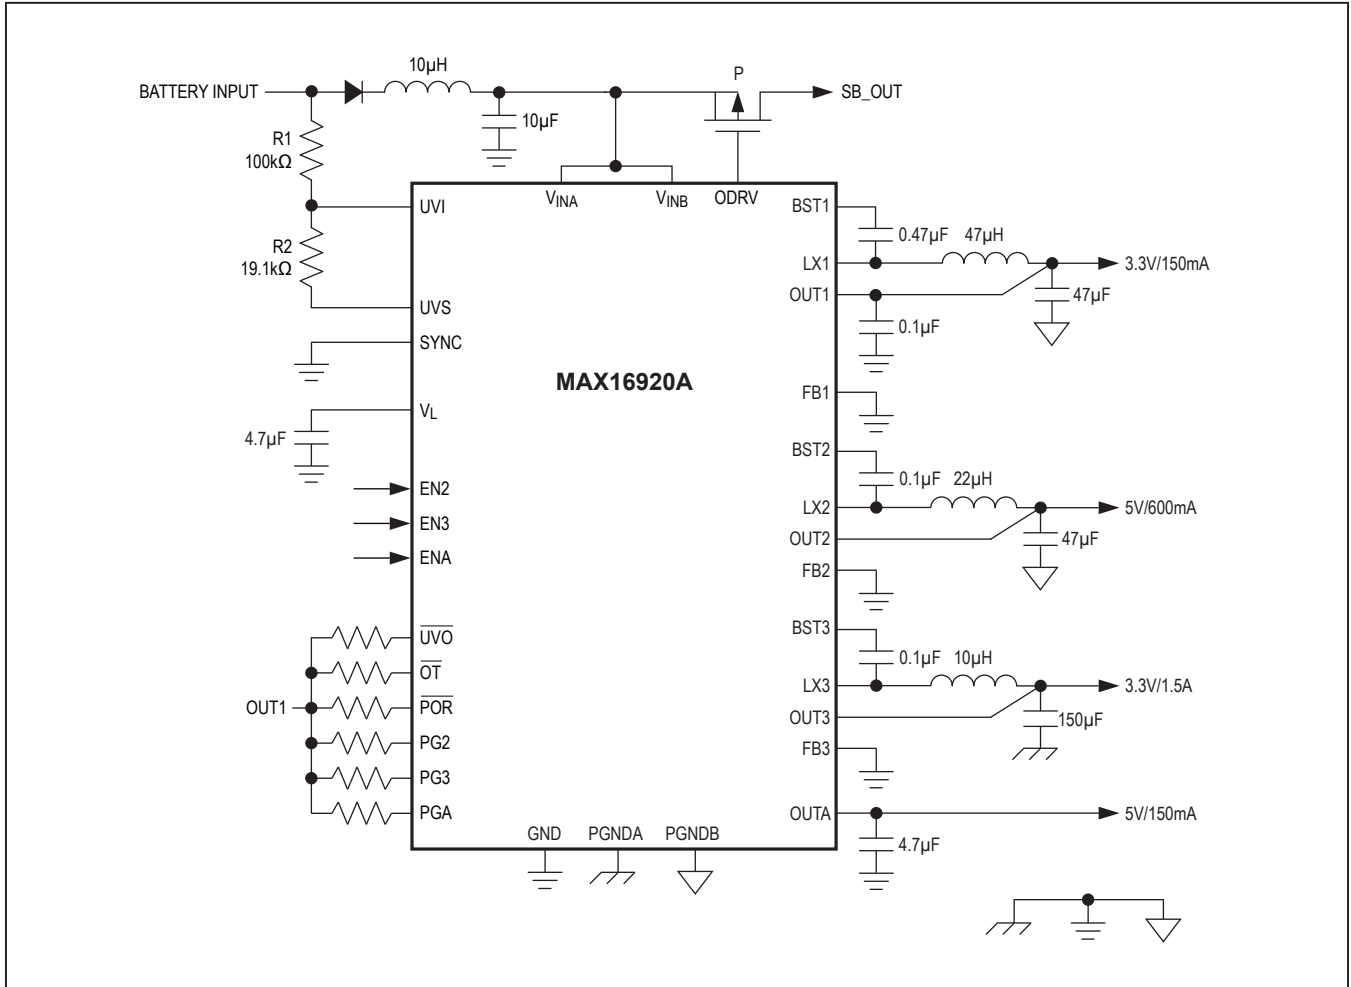 10µH
P
BATTERY INPUT
SB_OUT
10µF
R1
100kΩ
VINA
VINB
ODRV
UVI
BST1
0.47µF
47µH
R2
19.1kΩ
LX1
3.3V/150mA
OUT1
47µF
UVS
0.1µF
SYNC
MAX16920A
FB1
VL
4.7µF
BST2
0.1µF
22µH
EN2
LX2
5V/600mA
EN3
OUT2
47µF
ENA
FB2
BST3
UVO
0.1µF
10µH
OT
LX3
3.3V/1.5A
OUT1
POR
OUT3
150µF
PG2
FB3
PG3
PGA
OUTA
5V/150mA
GND
PGNDA
PGNDB
4.7µF